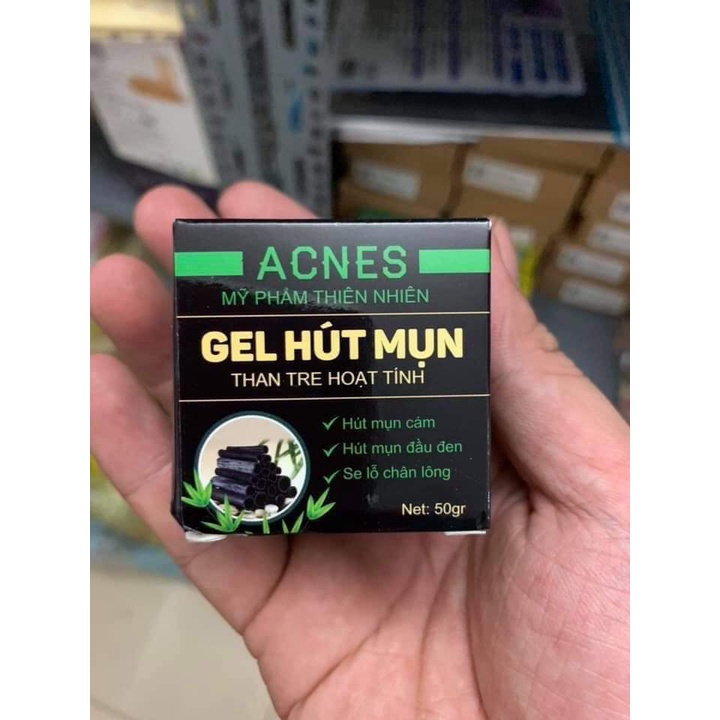 ACNES
MỸ PHẨM THIÊN NHIÊN
GEL HÚT MỤN
THAN TRE HOẠT TÍNH
Hút mụn cám
Hút mụn đầu đen
Se lỗ chân lông
Net: 50gr